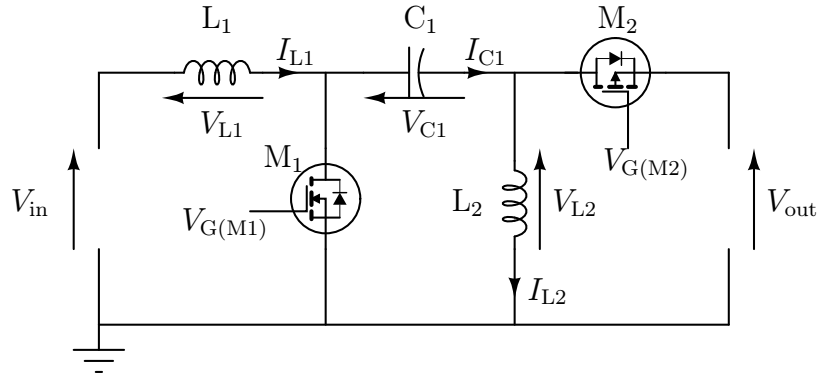 L1 C1 M2
IL1 IC1
VL1 VC1
M1 VG(M2)
Vin VG(M1) L2 VL2 Vout
IL2